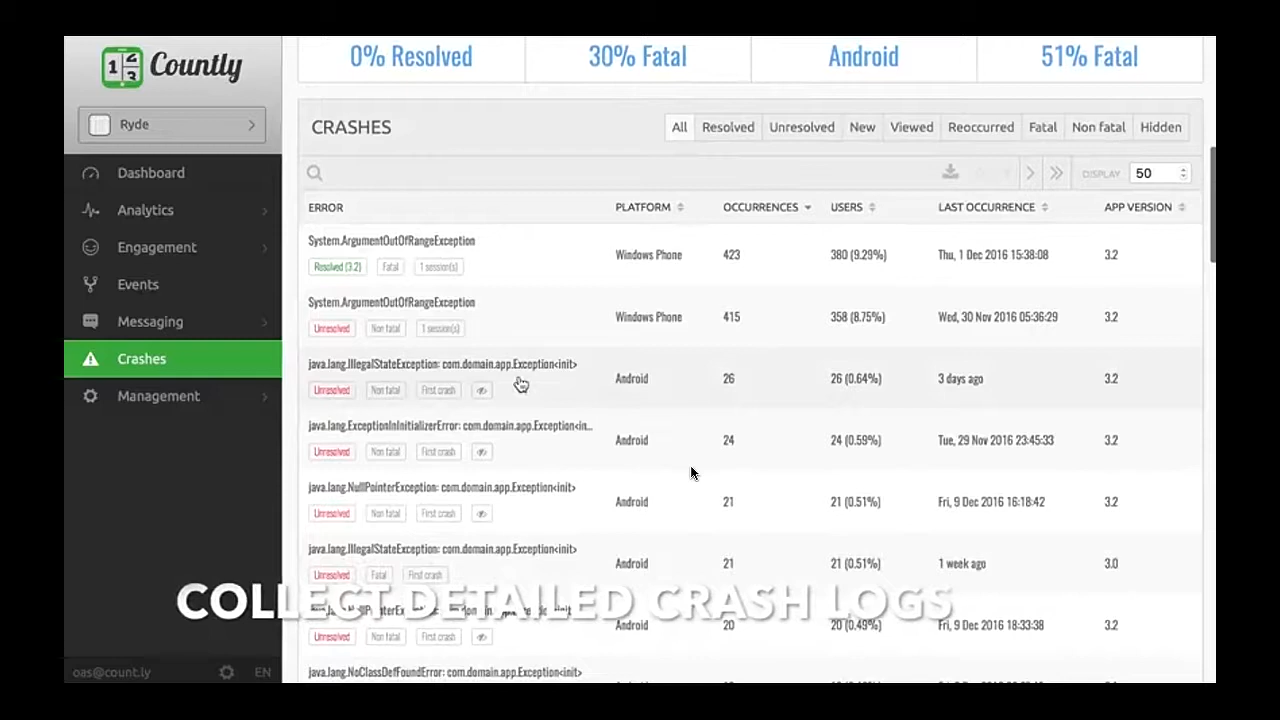 Countly
0% Resolved 30% Fatal Android 51% Fatal
Ryde
CRASHES All Resolved Unresolved New Viewed Reoccurred Fatal Non fatal Hidden
Dashboard
DISPLAY 50
Analytics
ERROR PLATFORM OCCURRENCES USERS LAST OCCURRENCE APP VERSION
Engagement
System.ArgumentOutOfRangeException
Windows Phone 423 380 (9.29%) Thu, 1 Dec 2016 15:38:08 3.2
Resolved (3.2) Fatal 1 session(s)
Events
System.ArgumentOutOfRangeException
Windows Phone 415 358 (8.75%) Wed, 30 Nov 2016 05:36:29 3.2
Messaging
Unresolved Non fatal 1 session(s)
Crashes
java.lang.IllegalStateException: com.domain.app.Exception<init>
Android 26 26 (0.64%) 3 days ago 3.2
Unresolved Non fatal First crash
Management
java.lang.ExceptionInInitializerError: com.domain.app.Exception<in...
Android 24 24 (0.59%) Tue, 29 Nov 2016 23:45:33 3.2
Unresolved Non fatal First crash
java.lang.NullPointerException: com.domain.app.Exception<init>
Android 21 21 (0.51%) Fri, 9 Dec 2016 16:18:42 3.2
Unresolved Non fatal First crash
java.lang.IllegalStateException: com.domain.app.Exception<init>
Android 21 21 (0.51%) 1 week ago 3.0
Unresolved Fatal First crash
COLLECT DETAILED CRASH LOGS
Android 20 20 (0.49%) Fri, 9 Dec 2016 18:33:38 3.2
Unresolved Non fatal First crash
java.lang.NoClassDefFoundError: com.domain.app.Exception<init>
oas@count.ly EN